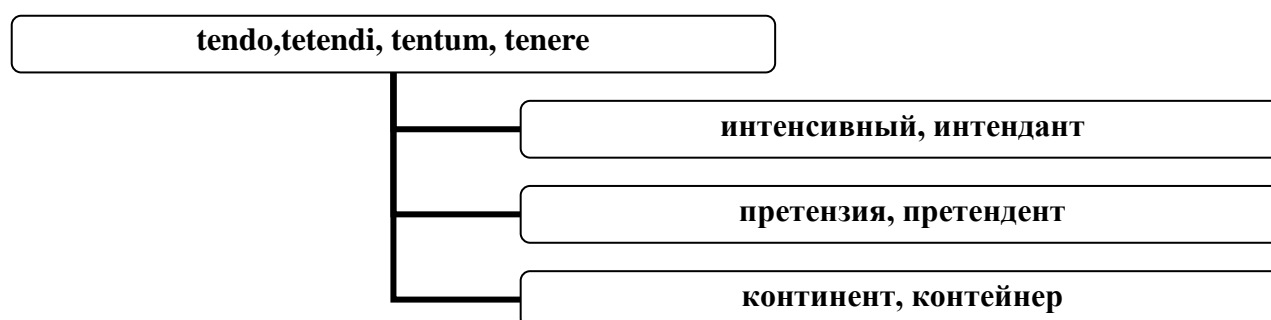 tendo,tetendi, tentum, tenere
интенсивный, интендант
претензия, претендент
континент, контейнер